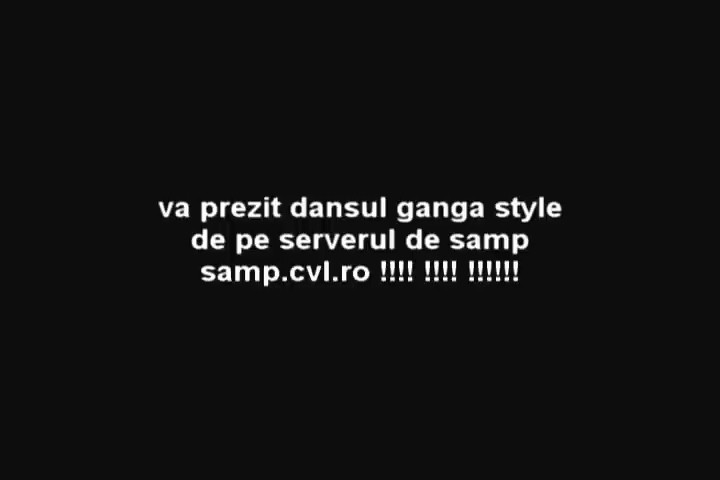 va prezit dansul ganga style
de pe serverul de samp
samp.cvl.ro !!!! !!!! !!!!!!